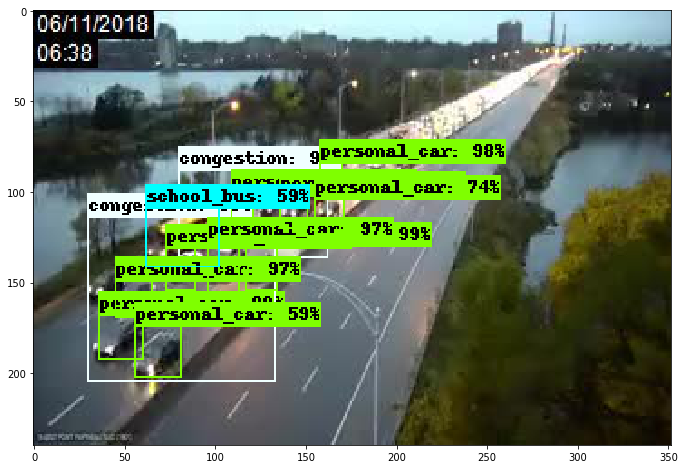 06/11/2018
06:38
0
50
congestion: 9
personal_car: 98%
personal_car: 74%
100
school_bus: 59%
conge
personal_car: 97%
99%
pers
personal_car: 97%
150
personal_car: 59%
200
0
50
100
150
200
250
300
350